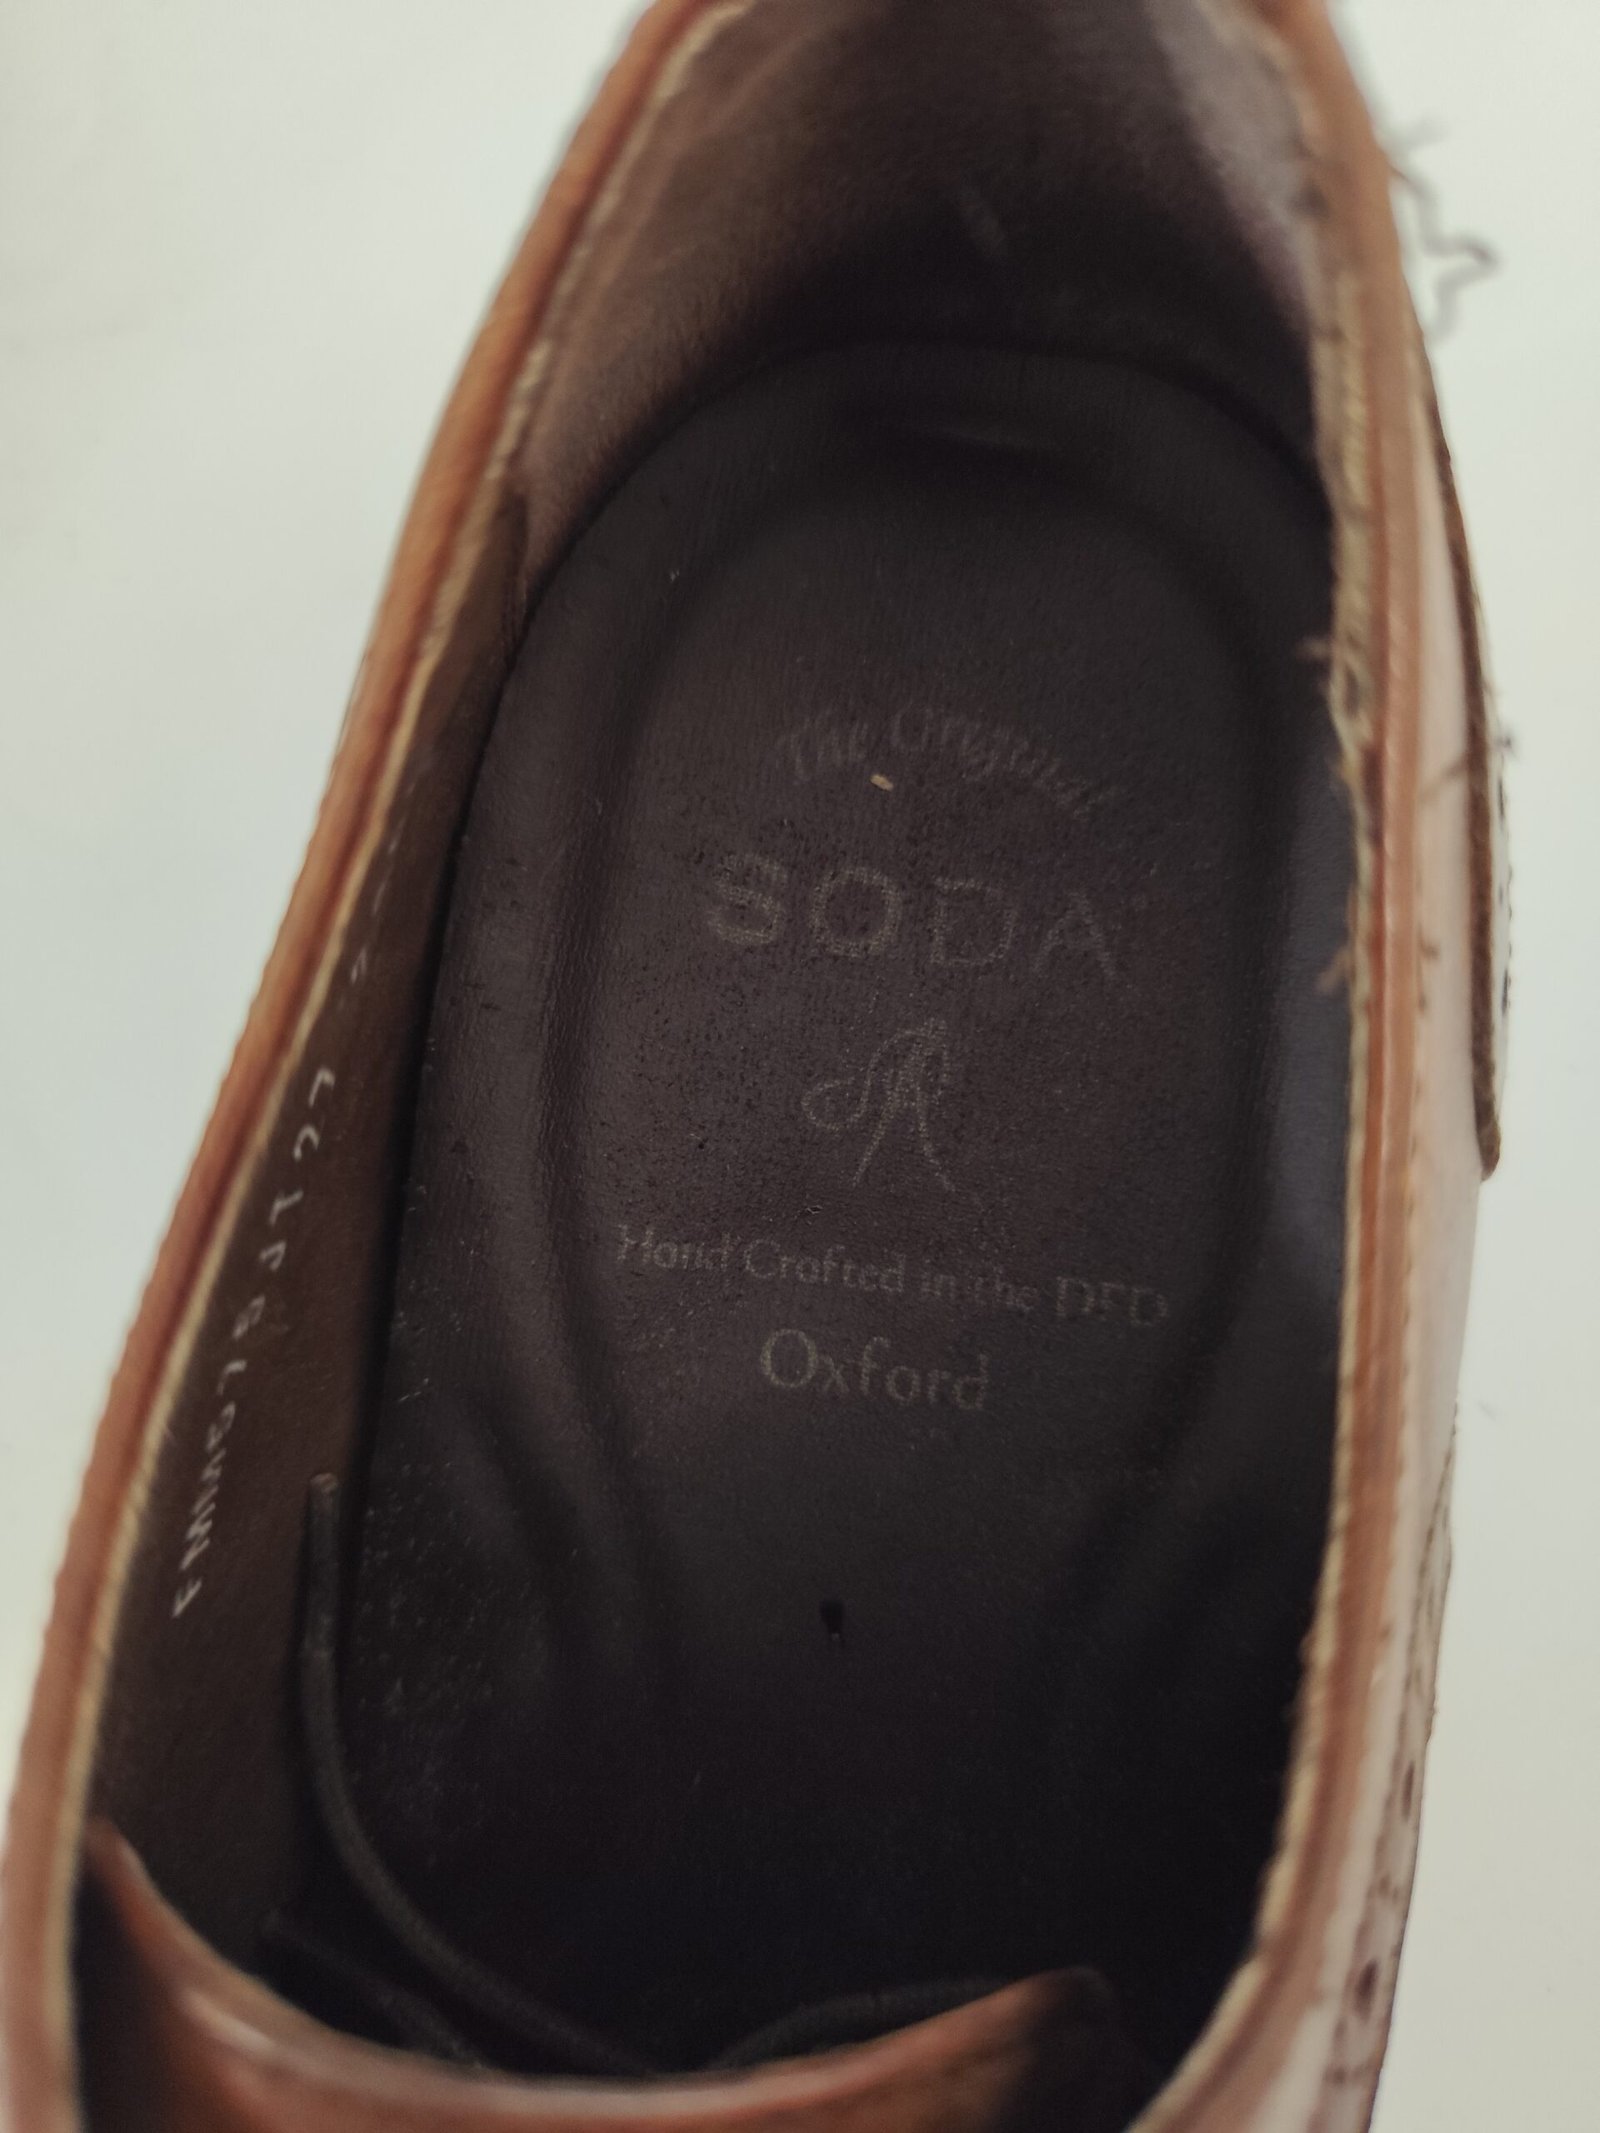 The Original
SODA
Hand Crafted in the DFD
Oxford